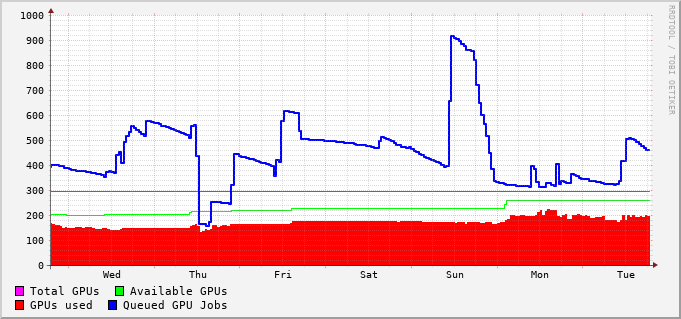 1000
900
800
700
600
500
400
300
200
100
0
Wed Thu Fri Sat Sun Mon Tue
Total GPUs Available GPUs
GPUs used Queued GPU Jobs
RRDTOOL / TOBI OETIKER